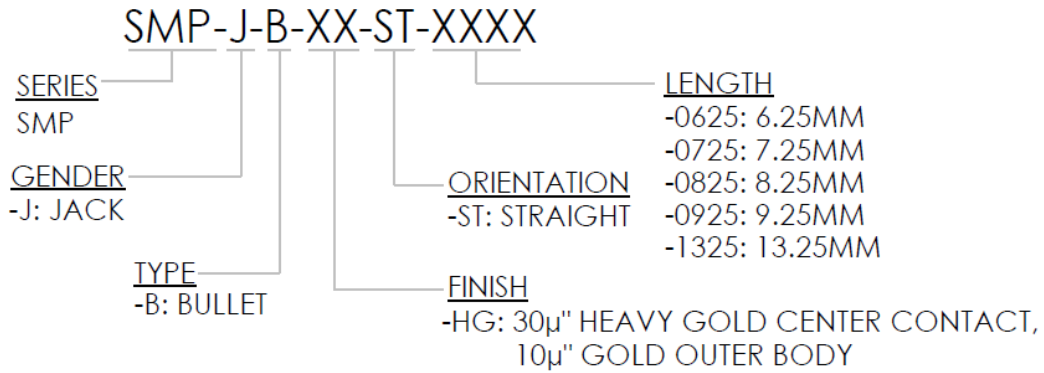 SMP-J-B-XX-ST-XXXX
SERIES
SMP
GENDER
-J: JACK
TYPE
-B: BULLET
LENGTH
-0625: 6.25MM
-0725: 7.25MM
-0825: 8.25MM
-0925: 9.25MM
-1325: 13.25MM
ORIENTATION
-ST: STRAIGHT
FINISH
-HG: 30µ" HEAVY GOLD CENTER CONTACT,
10µ" GOLD OUTER BODY